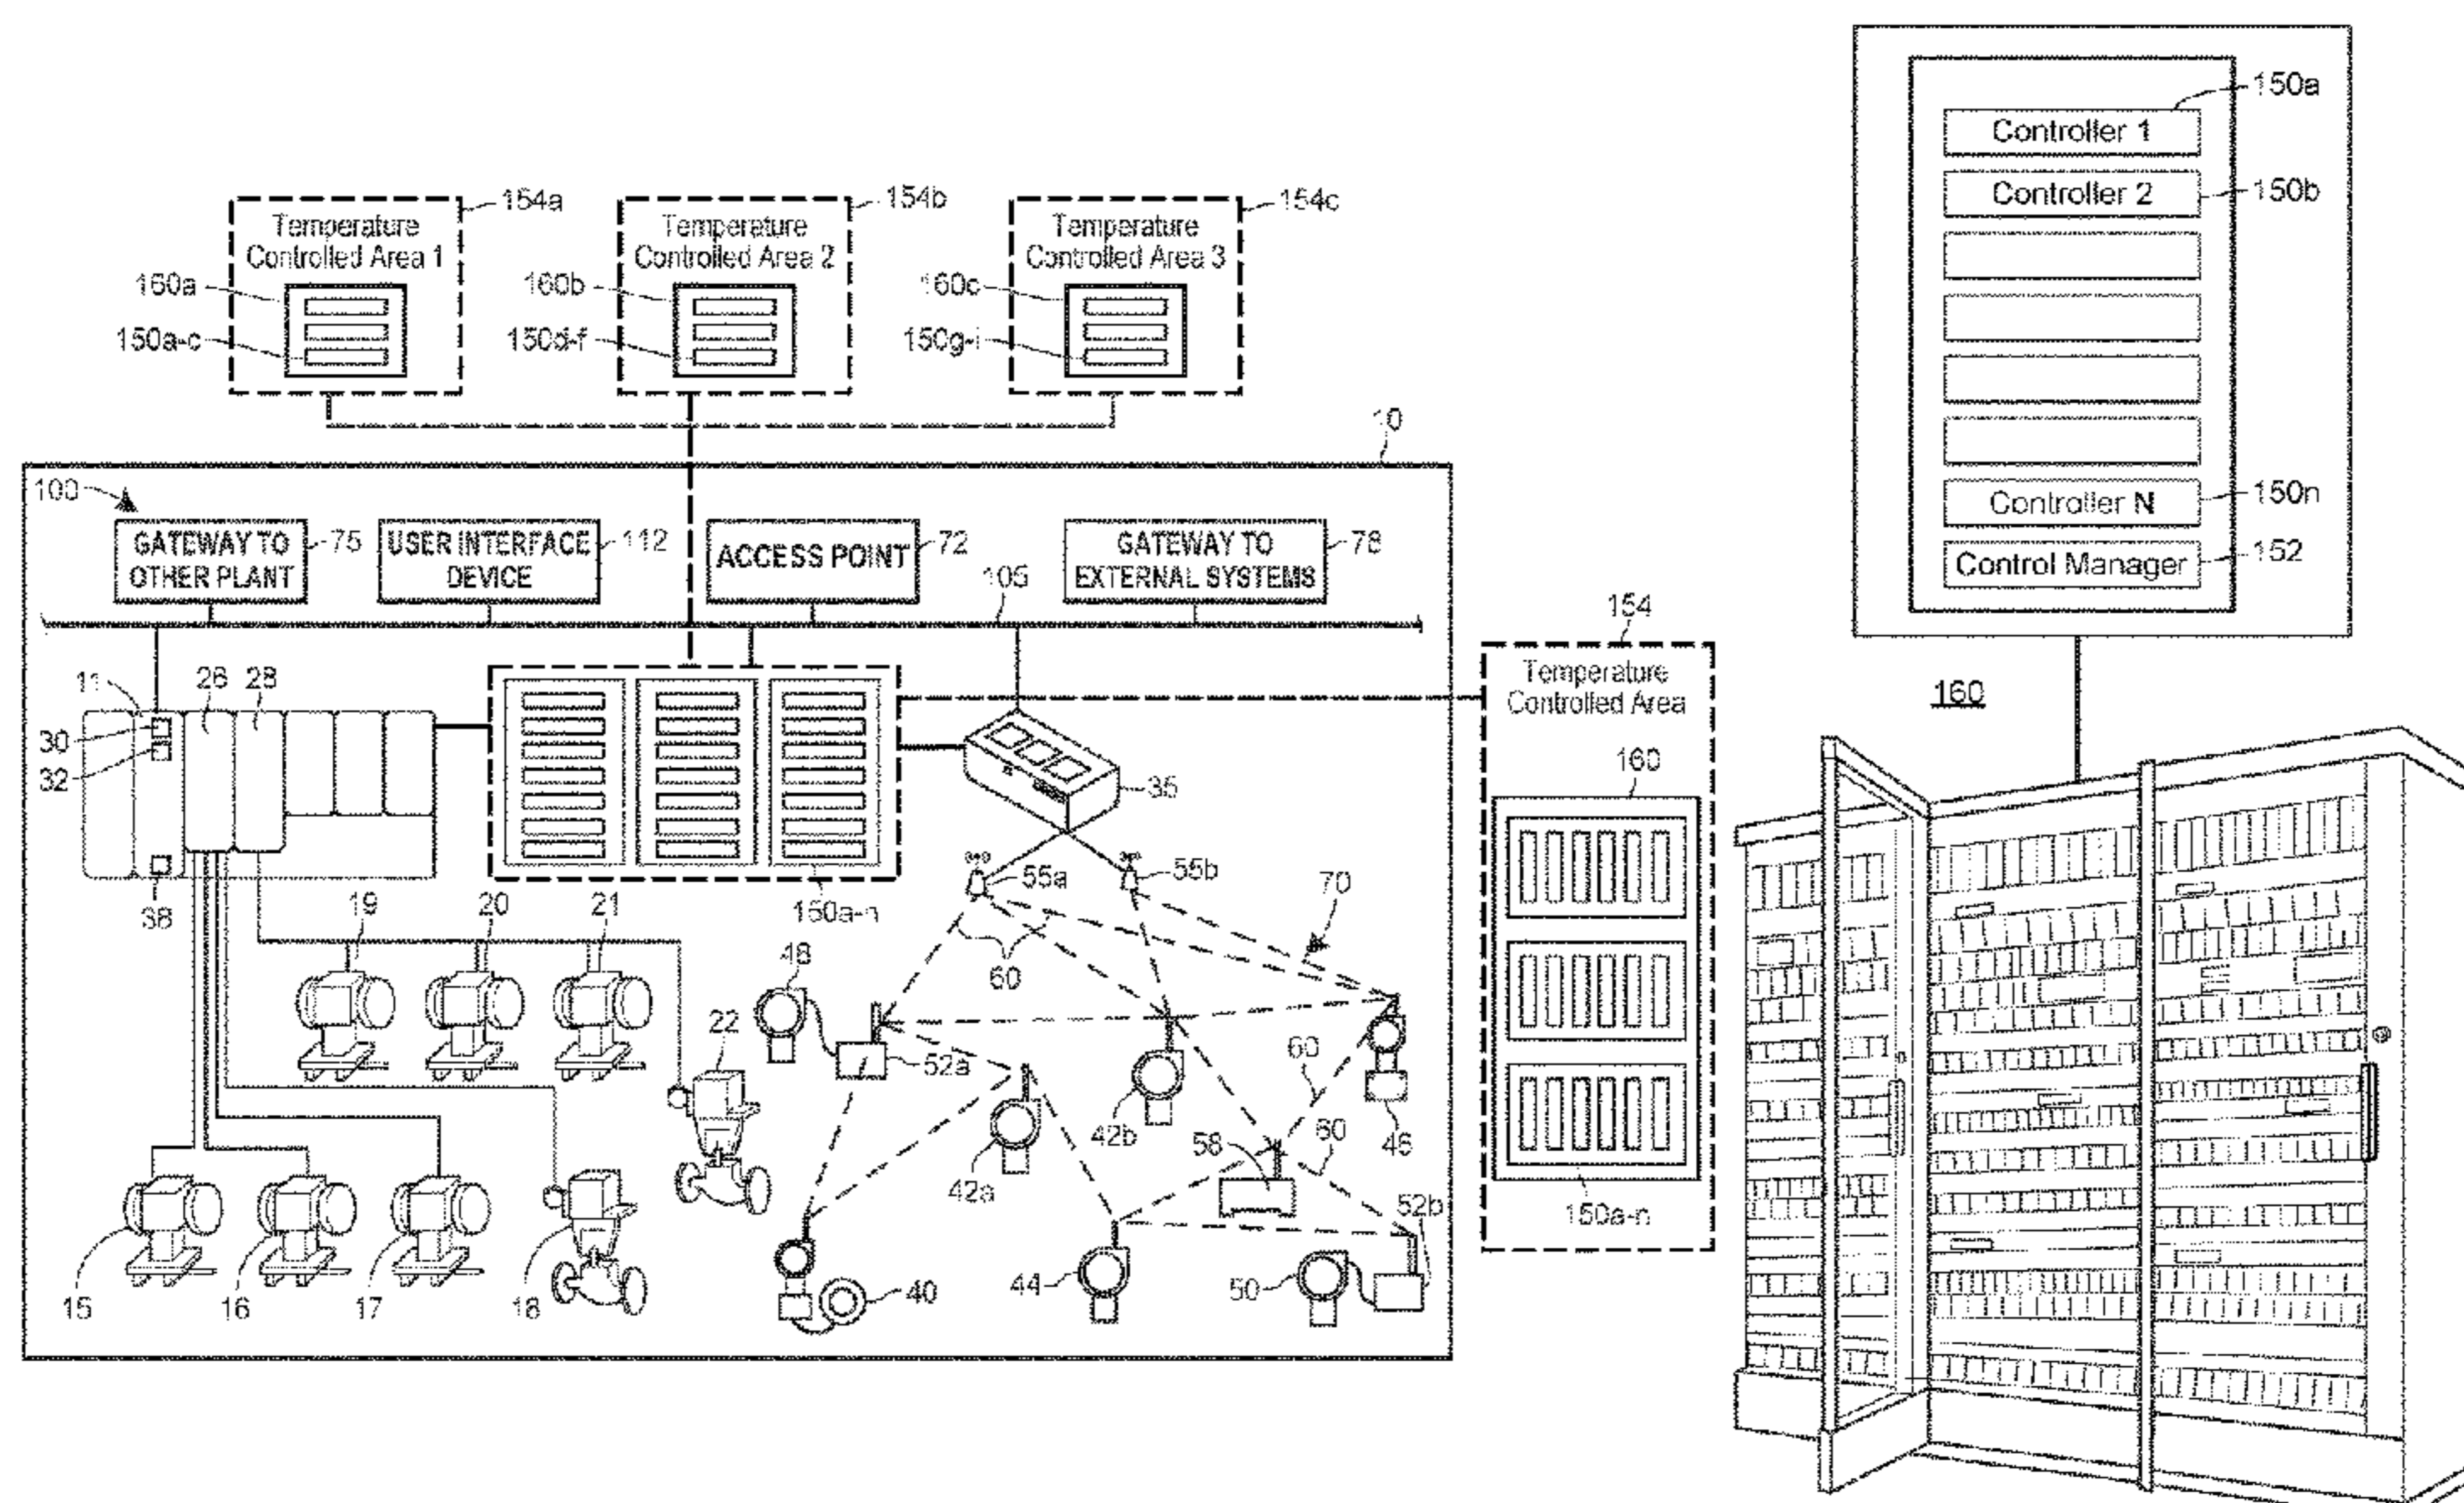 150a
Controller 1
Controller 2
150b
154a
154b
154c
Temperature
Controlled Area 1
Temperature
Controlled Area 2
Temperature
Controlled Area 3
160a
160b
160c
150a-c
150d-f
150g-i
10
Controller N
150n
Control Manager
152
100
GATEWAY TO
OTHER PLANT
75
USER INTERFACE
DEVICE
112
ACCESS POINT
72
GATEWAY TO
EXTERNAL SYSTEMS
78
105
154
Temperature
Controlled Area
160
11
26
28
30
32
38
35
160
150a-n
55a
55b
70
60
19
20
21
48
22
52a
42a
42b
60
60
46
58
52b
150a-n
15
16
17
18
40
44
50